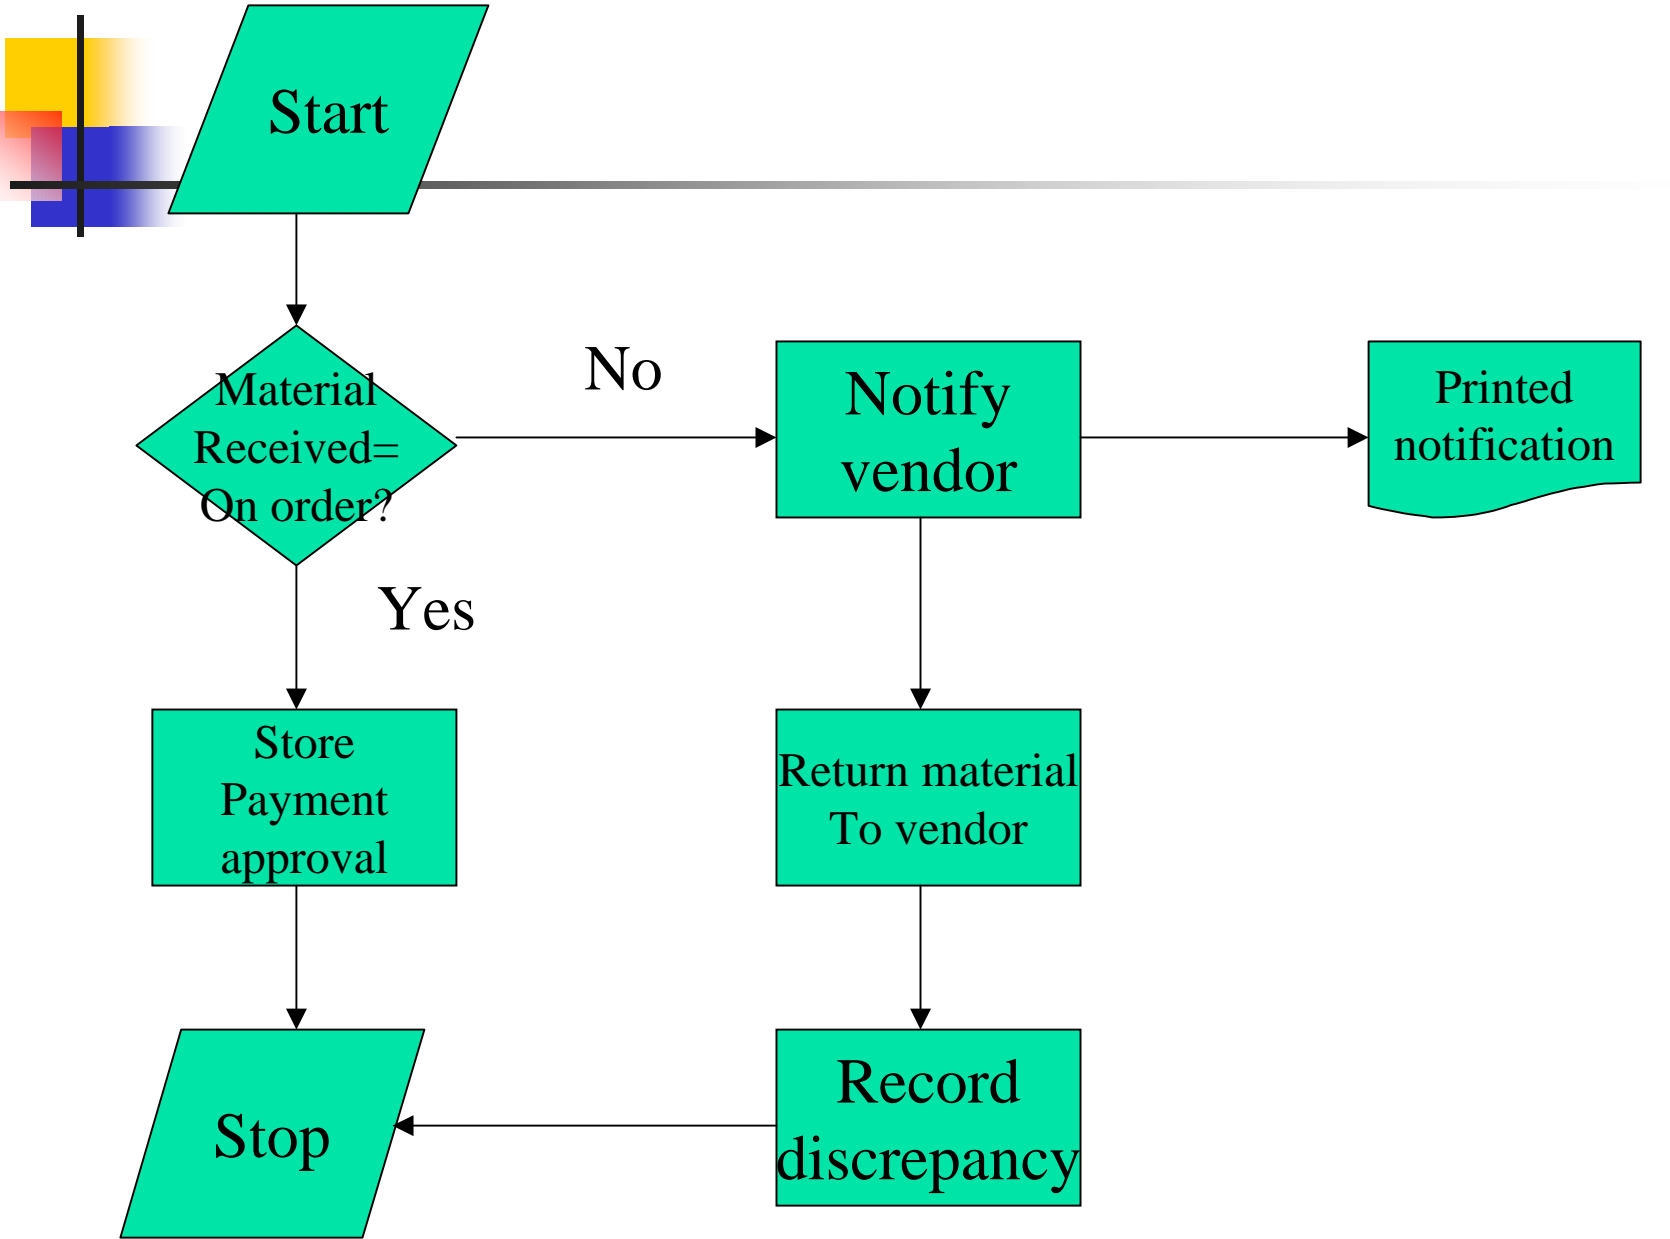 Start
Material
Received=
On order?
No
Notify
vendor
Printed
notification
Yes
Store
Payment
approval
Return material
To vendor
Stop
Record
discrepancy